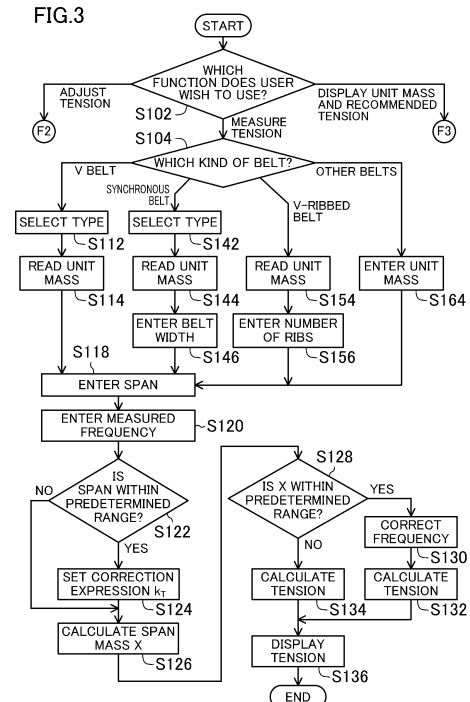 FIG.3
START
WHICH
FUNCTION DOES USER
WISH TO USE?
S102
ADJUST
TENSION
F2
DISPLAY UNIT MASS
AND RECOMMENDED
TENSION
F3
MEASURE
TENSION
S104
WHICH KIND OF BELT?
V BELT
SYNCHRONOUS
BELT
V-RIBBED
BELT
OTHER BELTS
SELECT TYPE
S112
SELECT TYPE
S142
READ UNIT
MASS
S114
READ UNIT
MASS
S144
READ UNIT
MASS
S154
ENTER UNIT
MASS
S164
ENTER BELT
WIDTH
S146
ENTER NUMBER
OF RIBS
S156
S118
ENTER SPAN
ENTER MEASURED
FREQUENCY
S120
IS
SPAN WITHIN
PREDETERMINED
RANGE?
S122
NO
YES
SET CORRECTION
EXPRESSION kT
S124
CALCULATE SPAN
MASS X
S126
S128
IS X WITHIN
PREDETERMINED
RANGE?
YES
NO
CORRECT
FREQUENCY
S130
CALCULATE
TENSION
S134
CALCULATE
TENSION
S132
DISPLAY
TENSION
S136
END